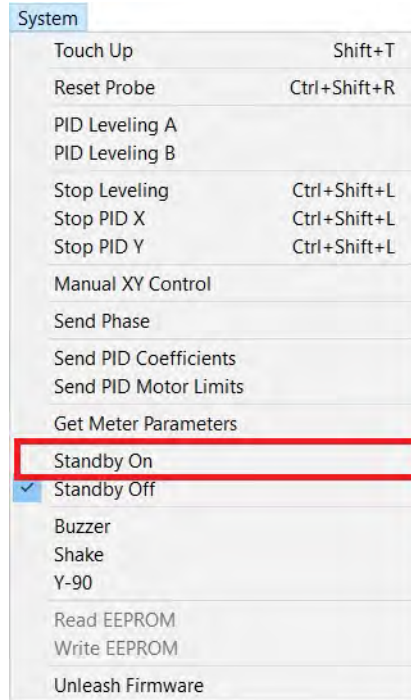 System
Touch Up Shift+T
Reset Probe Ctrl+Shift+R
PID Leveling A
PID Leveling B
Stop Leveling Ctrl+Shift+L
Stop PID X Ctrl+Shift+L
Stop PID Y Ctrl+Shift+L
Manual XY Control
Send Phase
Send PID Coefficients
Send PID Motor Limits
Get Meter Parameters
Standby On
Standby Off
Buzzer
Shake
Y-90
Read EEPROM
Write EEPROM
Unleash Firmware